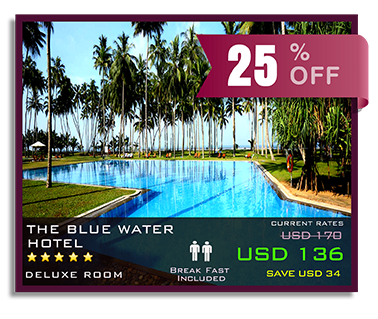 25 % OFF
THE BLUE WATER
HOTEL
DELUXE ROOM
Break Fast
Included
CURRENT RATES
USD 170
USD 136
SAVE USD 34